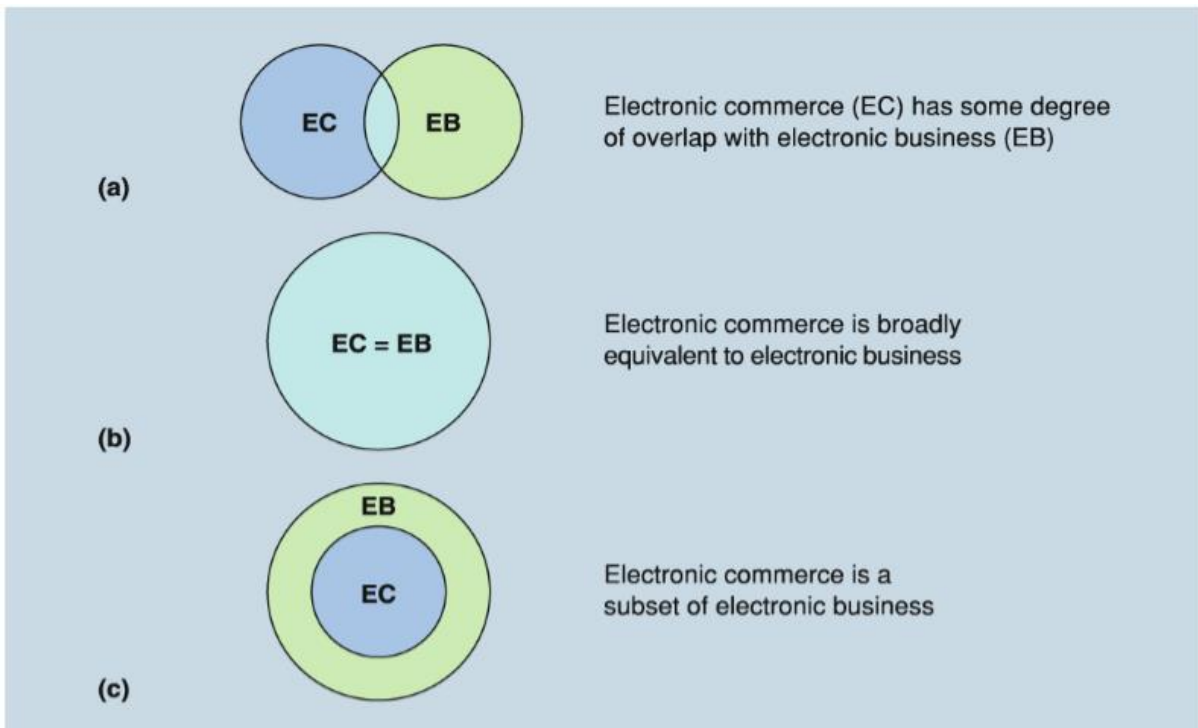 EC EB
Electronic commerce (EC) has some degree
of overlap with electronic business (EB)
(a)
EC = EB
Electronic commerce is broadly
equivalent to electronic business
(b)
EB
EC
Electronic commerce is a
subset of electronic business
(c)